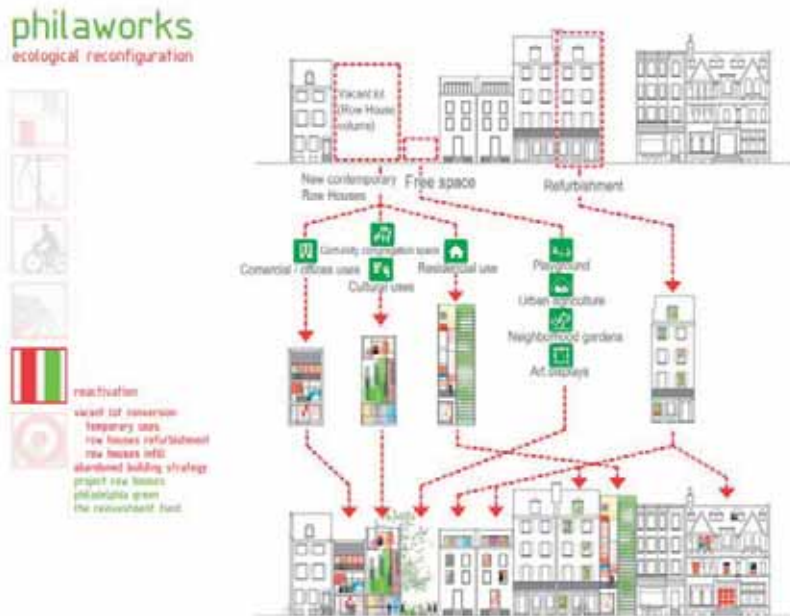 philaworks
ecological reconfiguration
Vacant lot
(Row House
volume)
New contemporary
Row Houses
Free space
Refurbishment
Comunity congregation space
Comercial / offices uses
Cultural uses
Residencial use
Playground
Urban agriculture
Neighborhood gardens
Art displays
reactivation
vacant lot conversion
temporary uses
row houses refurbishment
row houses infill
abandoned building strategy
project row houses
philadelphia green
the reinvestment fund